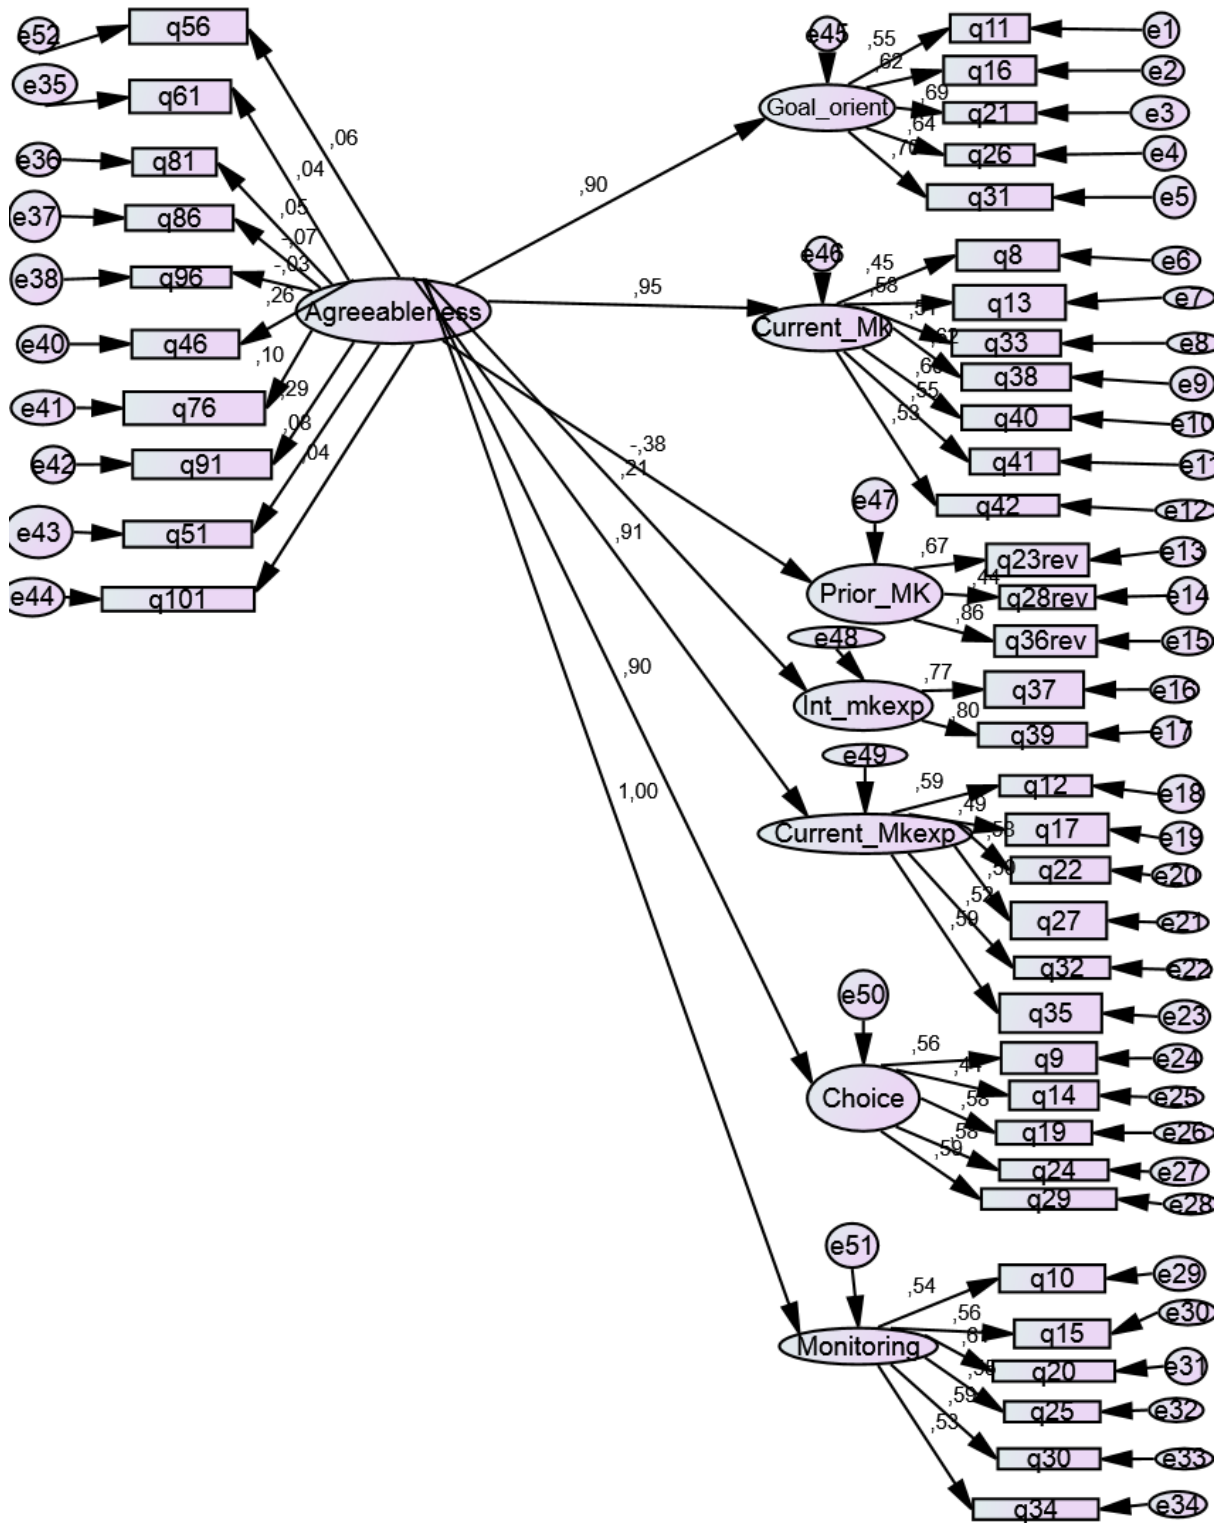 e52
q56
,06
e35
q61
,04
e36
q81
,05
e37
q86
-,07
e38
q96
-,03
e40
q46
,26
e41
q76
,10
e42
q91
,29
e43
q51
,08
e44
q101
,04
Agreeableness
,90
,95
-,38
,21
,91
,90
1,00
e45
Goal_orient
,55
q11
e1
,62
q16
e2
,69
q21
e3
,64
q26
e4
q31
e5
e46
Current_Mk
,45
q8
e6
,58
q13
e7
q33
e8
q38
e9
q40
e10
,55
q41
e11
,53
q42
e12
e47
Prior_MK
,67
q23rev
e13
,44
q28rev
e14
,86
q36rev
e15
e48
Int_mkexp
,77
q37
e16
,80
q39
e17
e49
Current_Mkexp
,59
q12
e18
,49
q17
e19
q22
e20
q27
e21
,52
q32
e22
,59
q35
e23
e50
Choice
,56
q9
e24
q14
e25
,58
q19
e26
,58
q24
e27
,59
q29
e28
e51
Monitoring
,54
q10
e29
,56
q15
e30
q20
e31
q25
e32
,59
q30
e33
,53
q34
e34